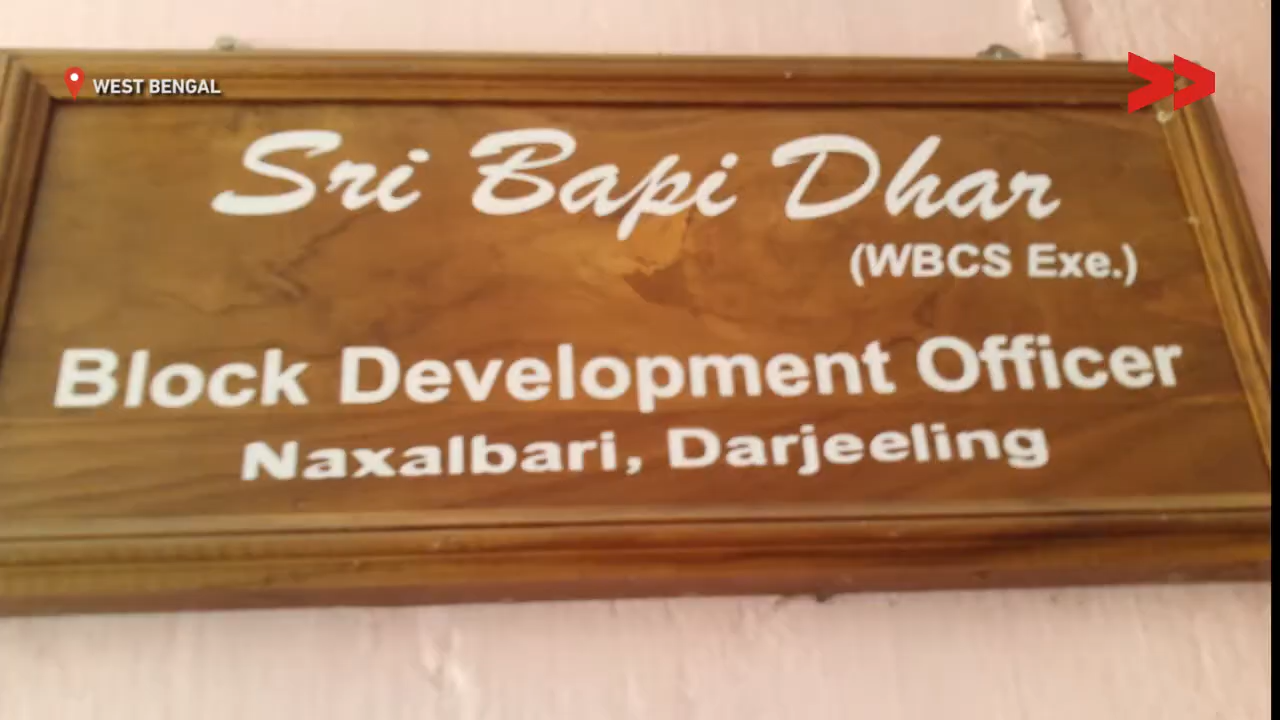 WEST BENGAL
Sri Bapi Dhar
(WBCS Exe.)
Block Development Officer
Naxalbari, Darjeeling